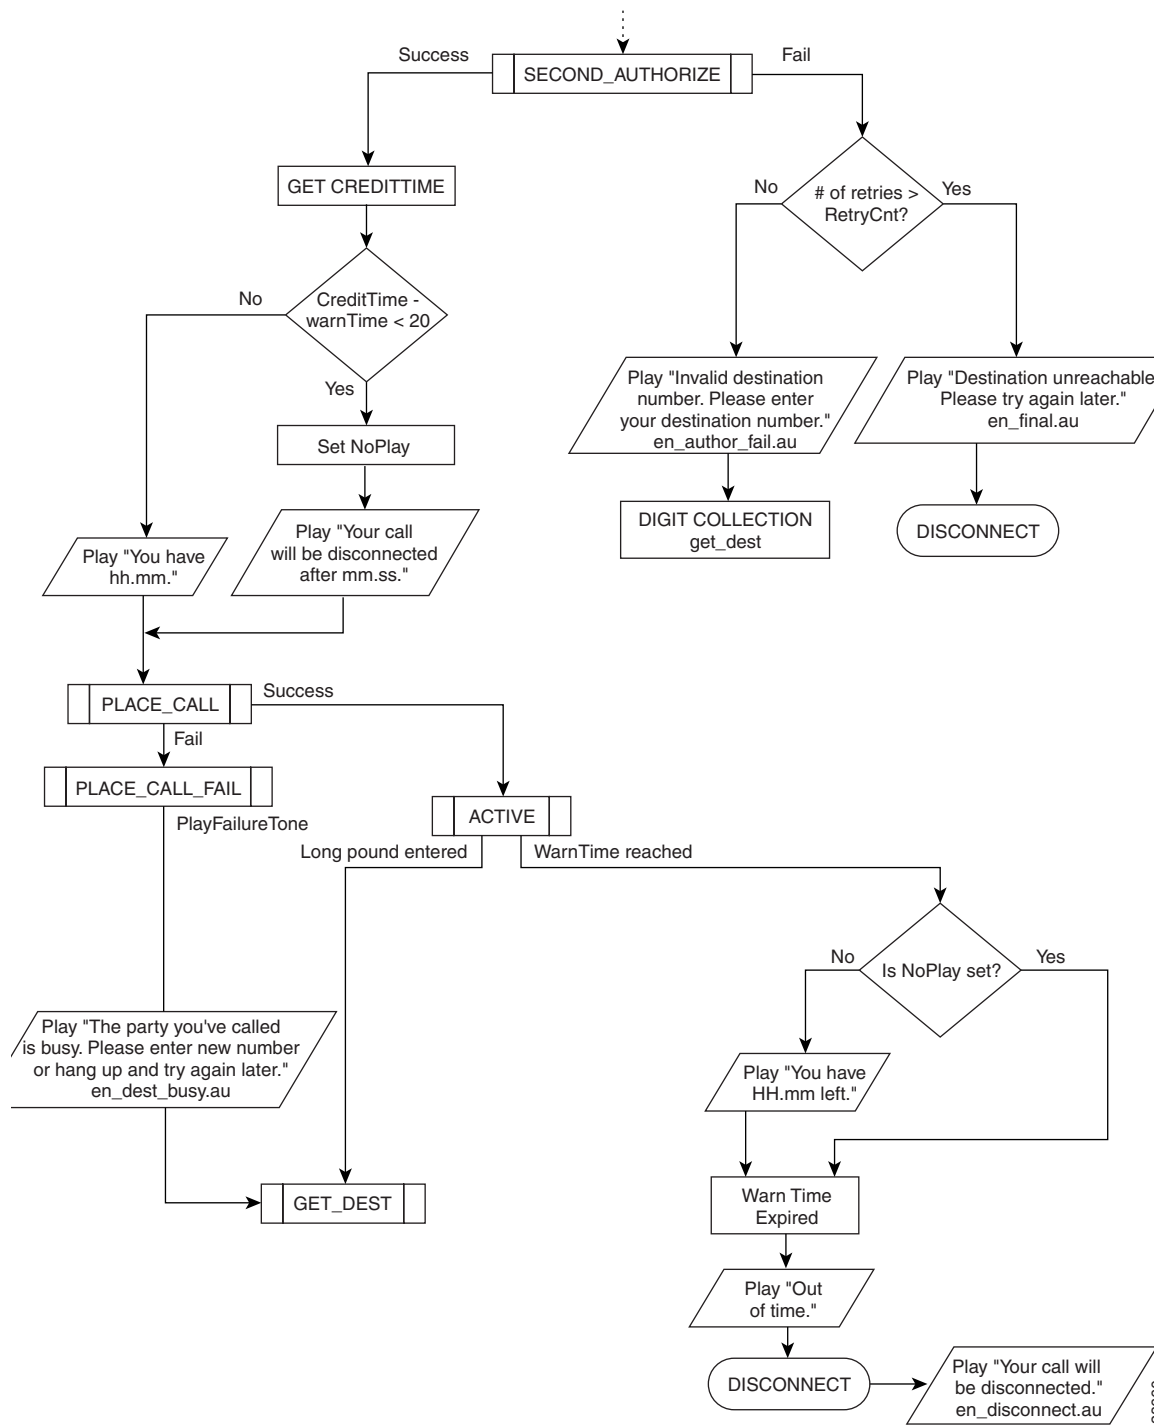 Success
SECOND_AUTHORIZE
Fail
GET CREDITTIME
No
# of retries >
RetryCnt?
Yes
No
CreditTime -
warnTime < 20
Yes
Play "Invalid destination
number. Please enter
your destination number."
en_author_fail.au
Play "Destination unreachable
Please try again later."
en_final.au
Set NoPlay
DIGIT COLLECTION
get_dest
DISCONNECT
Play "You have
hh.mm."
Play "Your call
will be disconnected
after mm.ss."
PLACE_CALL
Success
Fail
PLACE_CALL_FAIL
PlayFailureTone
ACTIVE
Long pound entered
WarnTime reached
No
Is NoPlay set?
Yes
Play "The party you've called
is busy. Please enter new number
or hang up and try again later."
en_dest_busy.au
Play "You have
HH.mm left."
GET_DEST
Warn Time
Expired
Play "Out
of time."
DISCONNECT
Play "Your call will
be disconnected."
en_disconnect.au